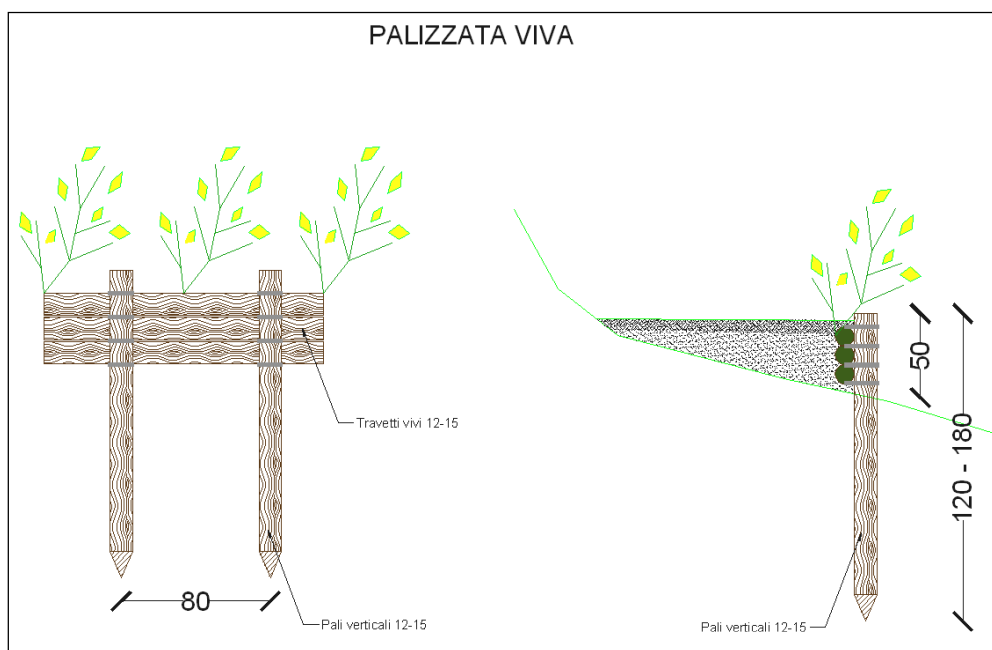 PALIZZATA VIVA
Travetti vivi 12-15
80
Pali verticali 12-15
50
120 - 180
Pali verticali 12-15